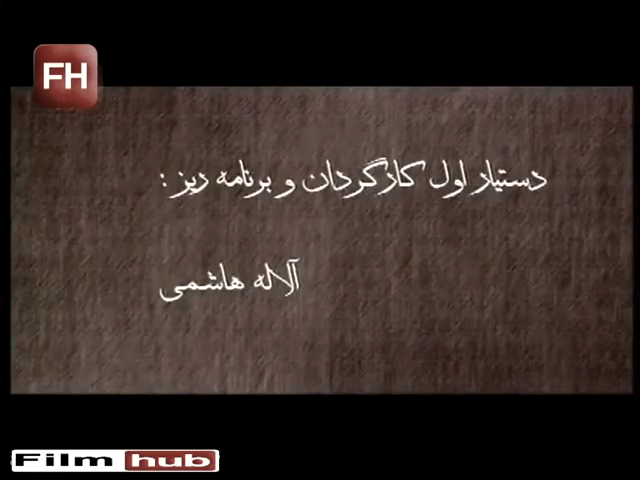 FH
دستیار اول کارگردان و برنامه ریز :
آلاله هاشمی
Film hub